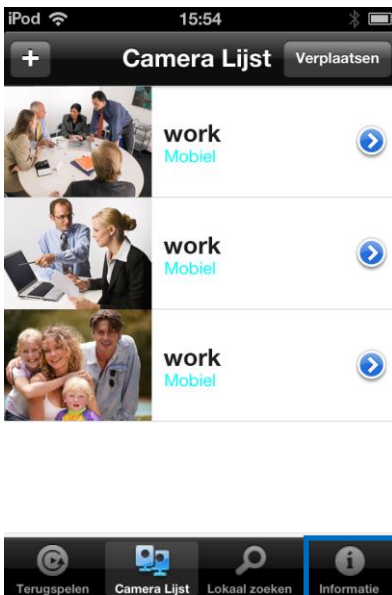 iPod 15:54
+ Camera Lijst Verplaatsen
work
Mobiel
work
Mobiel
work
Mobiel
Terugspelen Camera Lijst Lokaal zoeken Informatie